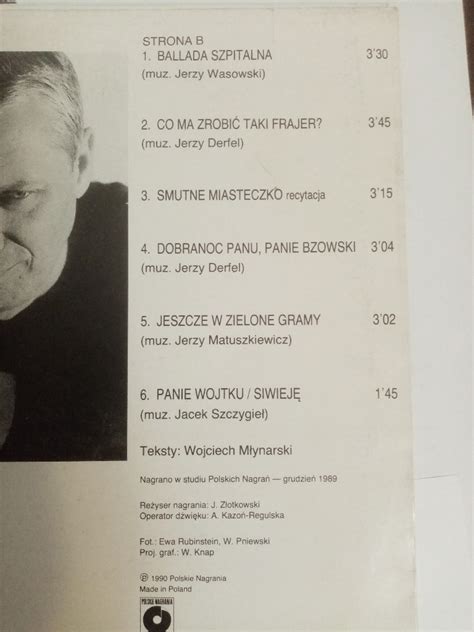 STRONA B
1. BALLADA SZPITALNA 3'30
(muz. Jerzy Wasowski)
2. CO MA ZROBIĆ TAKI FRAJER? 3'45
(muz. Jerzy Derfel)
3. SMUTNE MIASTECZKO recytacja 3'15
4. DOBRANOC PANU, PANIE BZOWSKI 3'04
(muz. Jerzy Derfel)
5. JESZCZE W ZIELONE GRAMY 3'02
(muz. Jerzy Matuszkiewicz)
6. PANIE WOJTKU / SIWIEJĘ 1'45
(muz. Jacek Szczygieł)
Teksty: Wojciech Młynarski
Nagrano w studiu Polskich Nagrań — grudzień 1989
Reżyser nagrania: J. Złotkowski
Operator dźwięku: A. Kazoń-Regulska
Fot.: Ewa Rubinstein, W. Pniewski
Proj. graf.: W. Knap
℗ 1990 Polskie Nagrania
Made in Poland
POLSKIE NAGRANIA